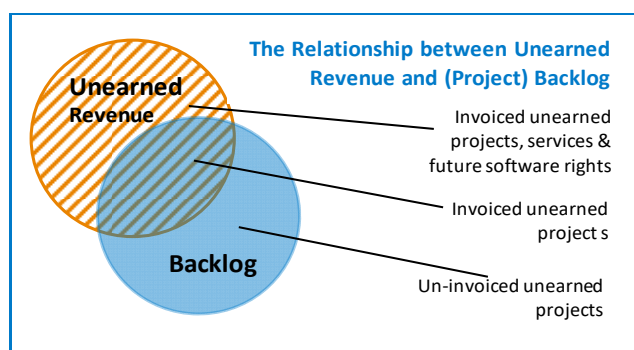 The Relationship between Unearned
Revenue and (Project) Backlog
Unearned
Revenue
Invoiced unearned
projects, services &
future software rights
Invoiced unearned
project s
Backlog
Un-invoiced unearned
projects